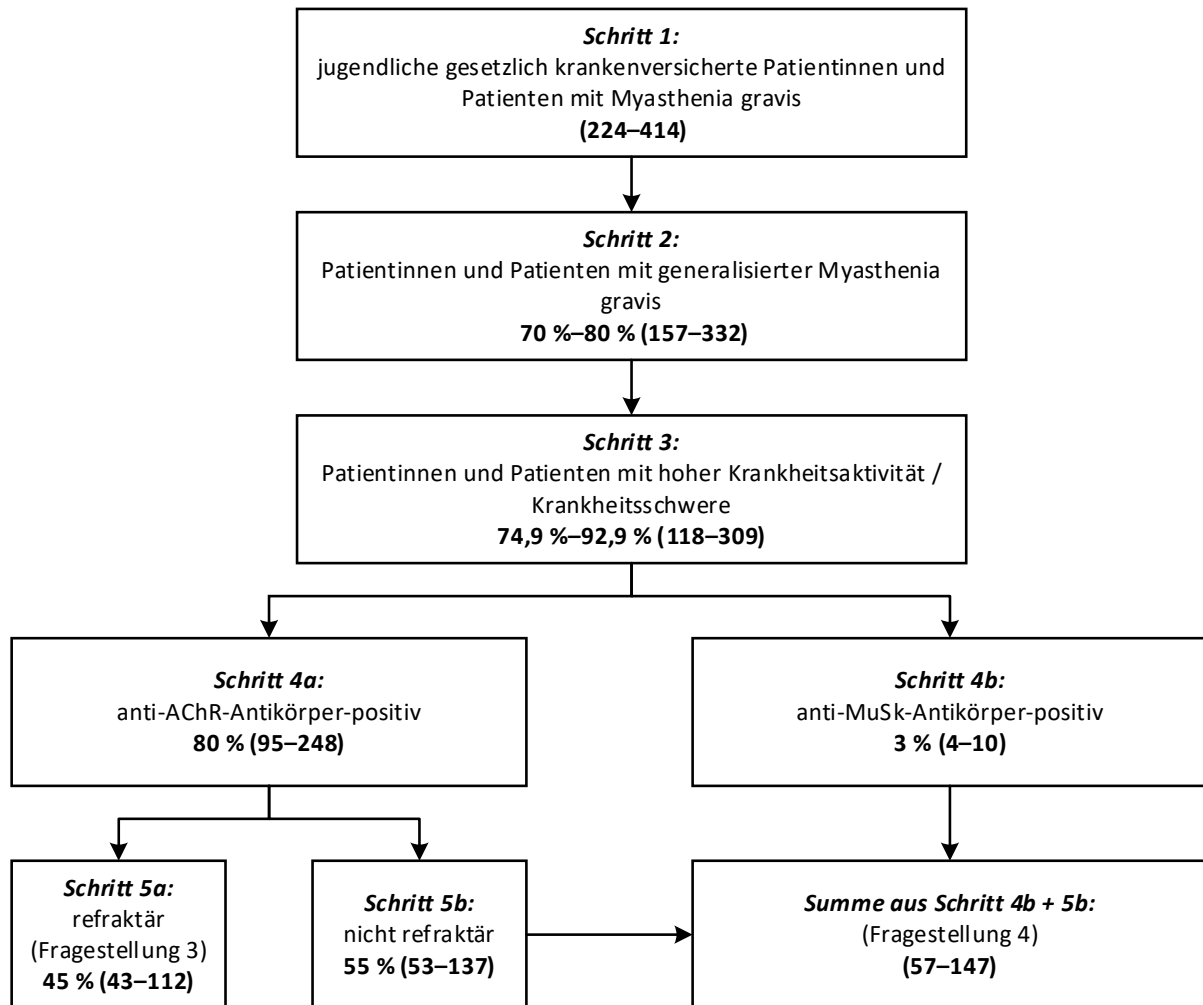 Schritt 1:
jugendliche gesetzlich krankenversicherte Patientinnen und
Patienten mit Myasthenia gravis
(224–414)
Schritt 2:
Patientinnen und Patienten mit generalisierter Myasthenia
gravis
70 %–80 % (157–332)
Schritt 3:
Patientinnen und Patienten mit hoher Krankheitsaktivität /
Krankheitsschwere
74,9 %–92,9 % (118–309)
Schritt 4a:
anti-AChR-Antikörper-positiv
80 % (95–248)
Schritt 4b:
anti-MuSk-Antikörper-positiv
3 % (4–10)
Schritt 5a:
refraktär
(Fragestellung 3)
45 % (43–112)
Schritt 5b:
nicht refraktär
55 % (53–137)
Summe aus Schritt 4b + 5b:
(Fragestellung 4)
(57–147)